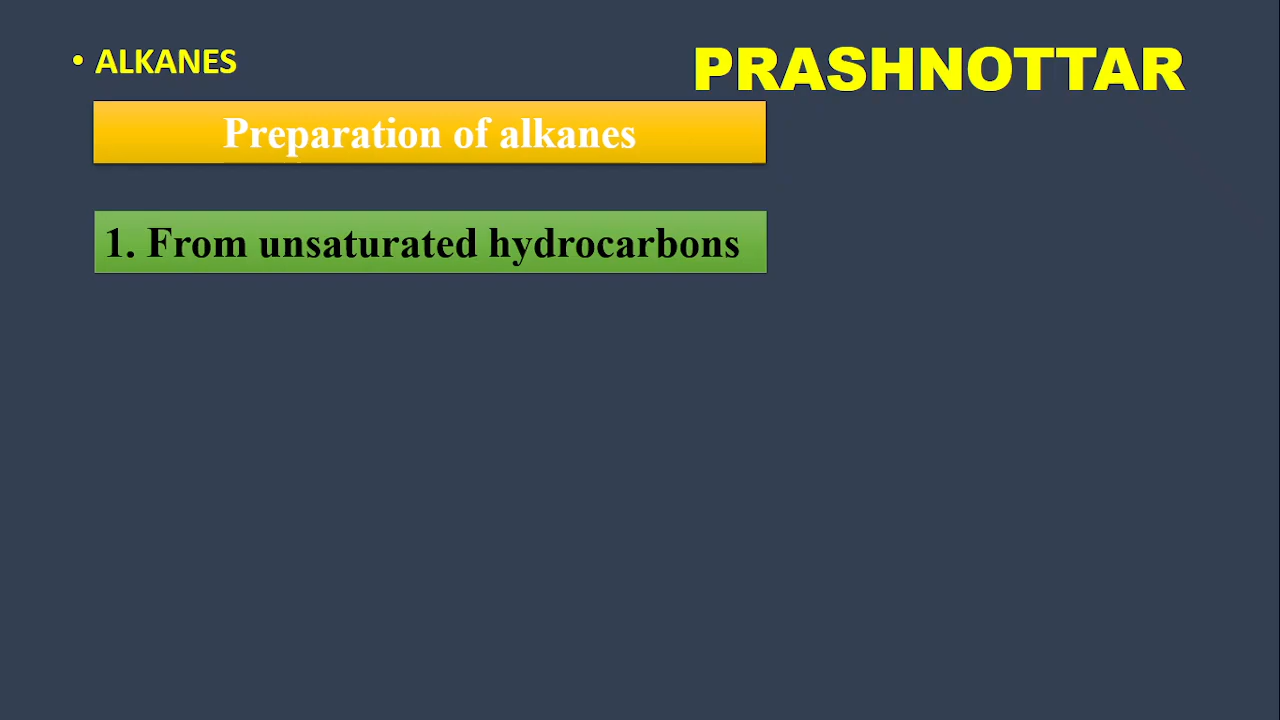 • ALKANES
PRASHNOTTAR
Preparation of alkanes
1. From unsaturated hydrocarbons